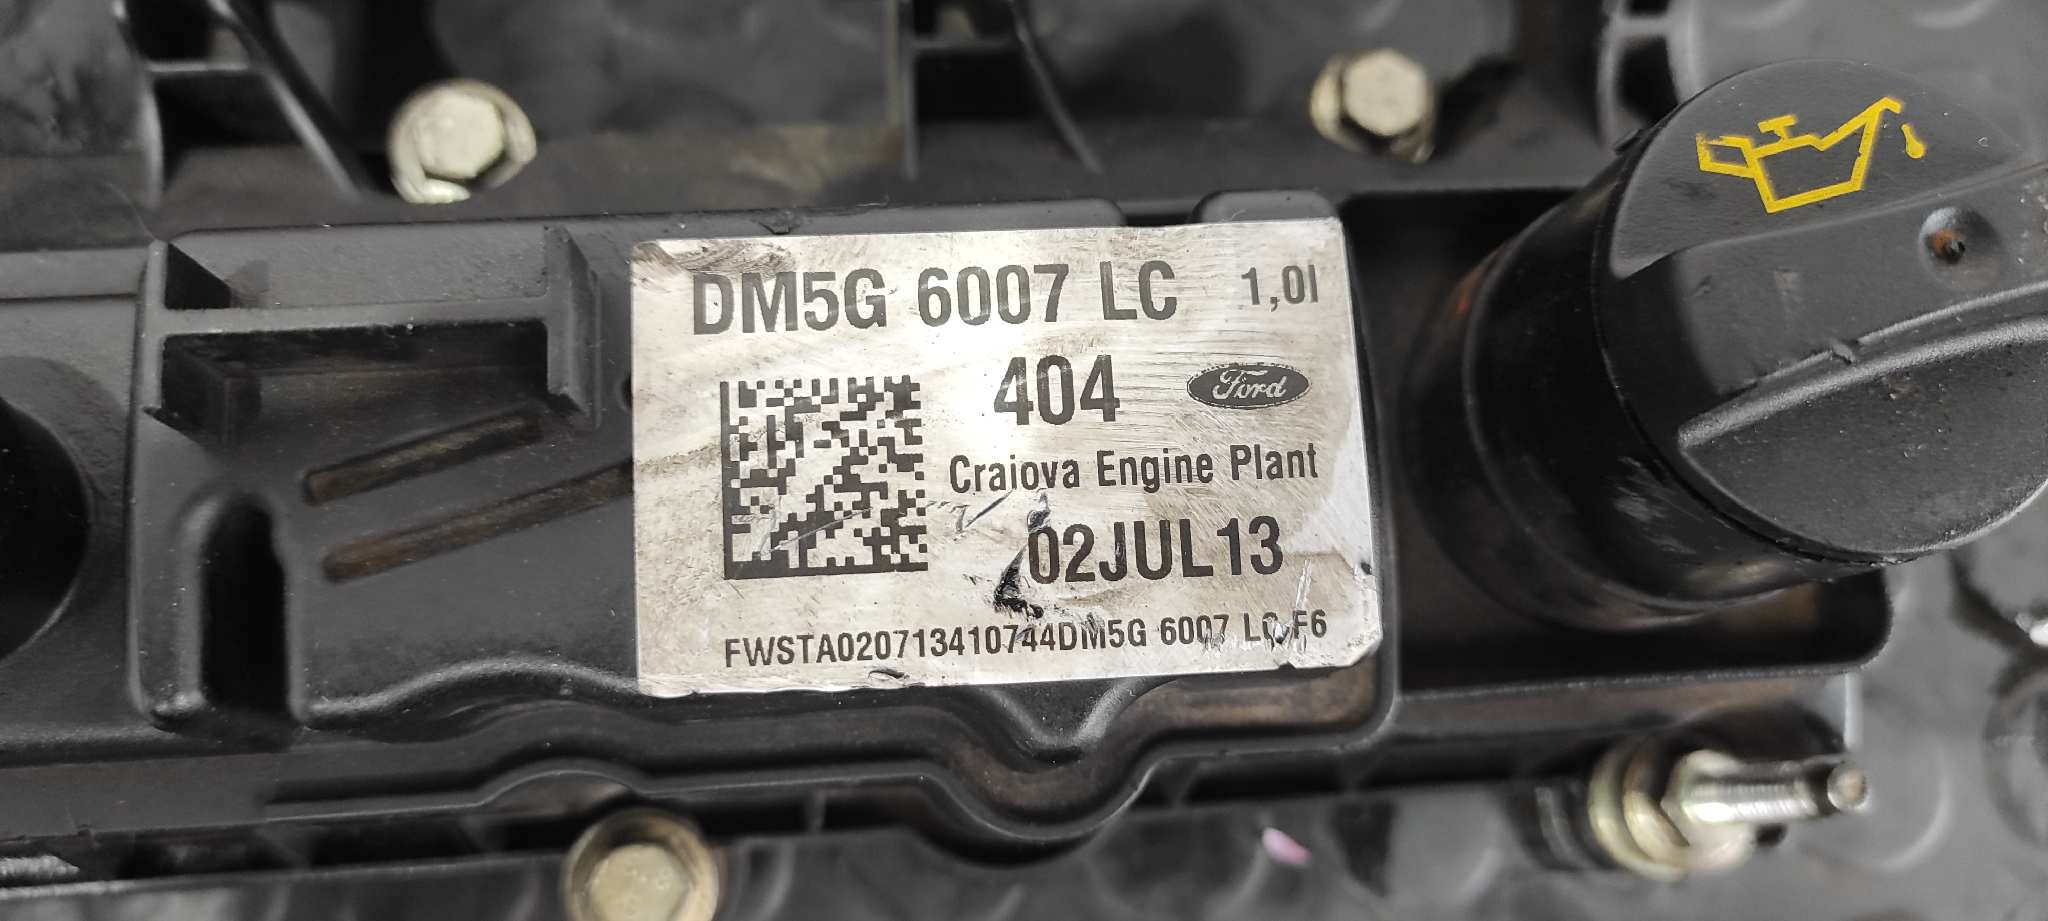 DM5G 6007 LC 1,0l
404 Ford
Craiova Engine Plant
02JUL13
FWSTA020713410744DM5G 6007 LC F6